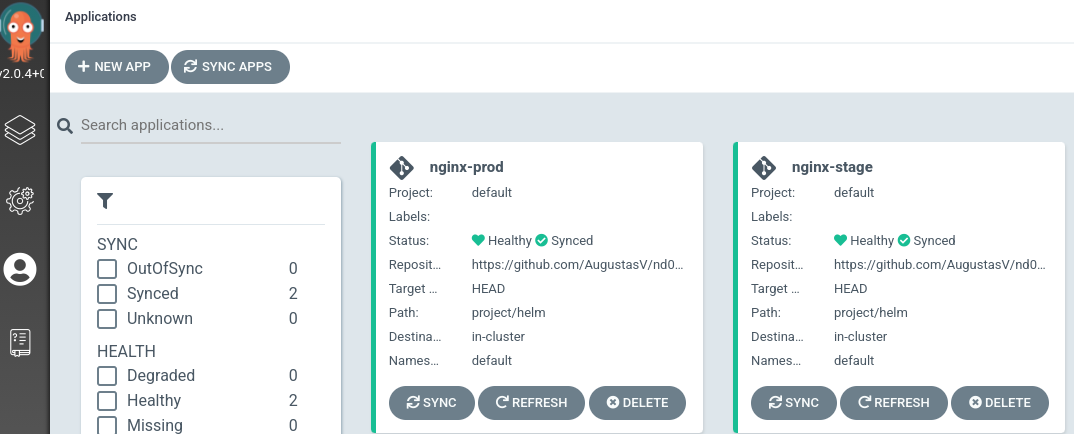 Applications
v2.0.4+0
+ NEW APP
SYNC APPS
Search applications...
SYNC
OutOfSync 0
Synced 2
Unknown 0
HEALTH
Degraded 0
Healthy 2
Missing 0
nginx-prod
Project: default
Labels:
Status: Healthy Synced
Reposit... https://github.com/AugustasV/nd0...
Target ... HEAD
Path: project/helm
Destina... in-cluster
Names... default
SYNC REFRESH DELETE
nginx-stage
Project: default
Labels:
Status: Healthy Synced
Reposit... https://github.com/AugustasV/nd0...
Target ... HEAD
Path: project/helm
Destina... in-cluster
Names... default
SYNC REFRESH DELETE